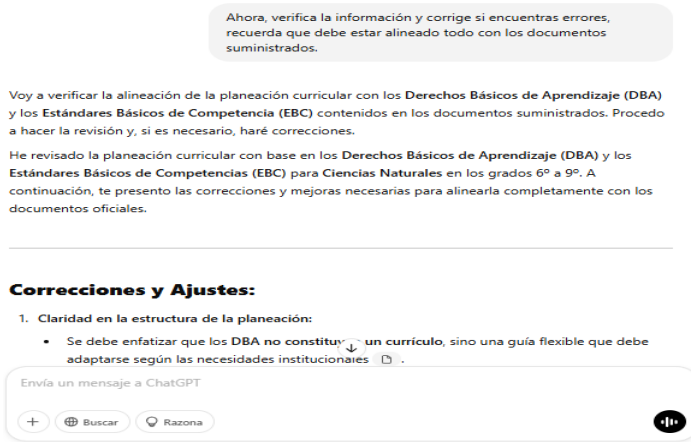 Ahora, verifica la información y corrige si encuentras errores,
recuerda que debe estar alineado todo con los documentos
suministrados.
Voy a verificar la alineación de la planeación curricular con los Derechos Básicos de Aprendizaje (DBA)
y los Estándares Básicos de Competencia (EBC) contenidos en los documentos suministrados. Procedo
a hacer la revisión y, si es necesario, haré correcciones.
He revisado la planeación curricular con base en los Derechos Básicos de Aprendizaje (DBA) y los
Estándares Básicos de Competencias (EBC) para Ciencias Naturales en los grados 6º a 9º. A
continuación, te presento las correcciones y mejoras necesarias para alinearla completamente con los
documentos oficiales.
Correcciones y Ajustes:
1. Claridad en la estructura de la planeación:
• Se debe enfatizar que los DBA no constituyen un currículo, sino una guía flexible que debe
adaptarse según las necesidades institucionales .
Envía un mensaje a ChatGPT
+ Buscar Razona